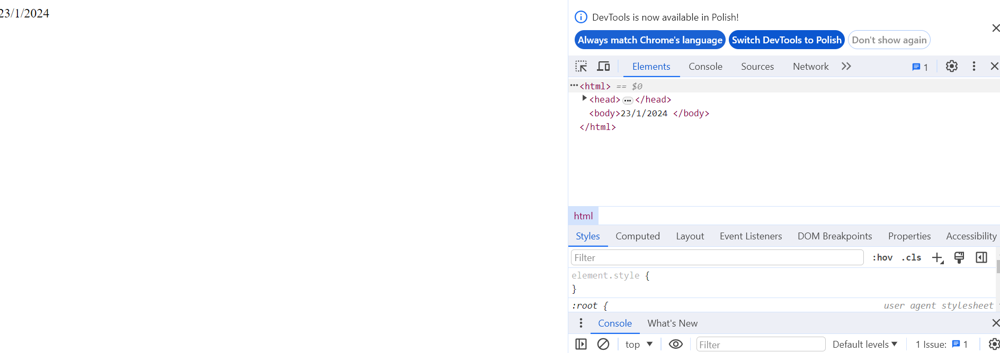 23/1/2024
DevTools is now available in Polish!
Always match Chrome's language Switch DevTools to Polish Don't show again
Elements Console Sources Network 1
<html> == $0
<head> </head>
<body>23/1/2024 </body>
</html>
html
Styles Computed Layout Event Listeners DOM Breakpoints Properties Accessibility
Filter :hov .cls
element.style {
}
:root { user agent stylesheet
Console What's New
top Filter Default levels 1 Issue: 1